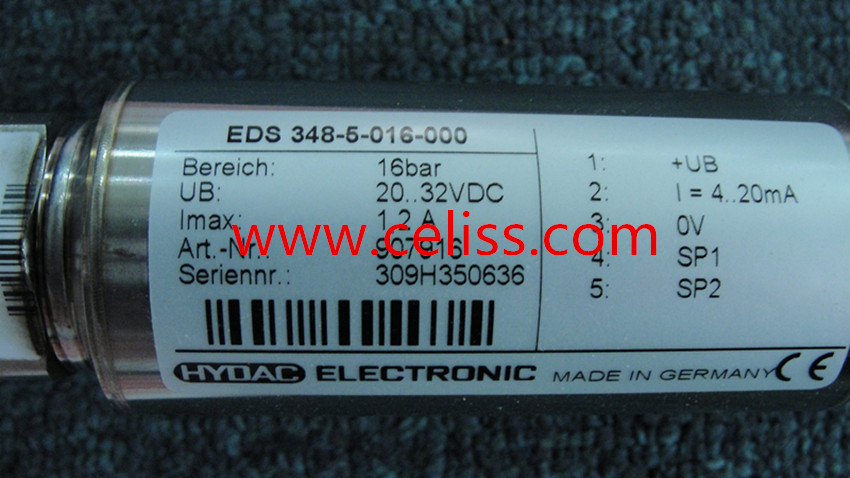 EDS 348-5-016-000
Bereich: 16bar
UB: 20..32VDC
Imax: 1,2 A
Art.-Nr.:
Seriennr.: 309H350636
1: +UB
2: I = 4..20mA
3: 0V
4: SP1
5: SP2
www.celiss.com
HYDAC ELECTRONIC MADE IN GERMANY CE